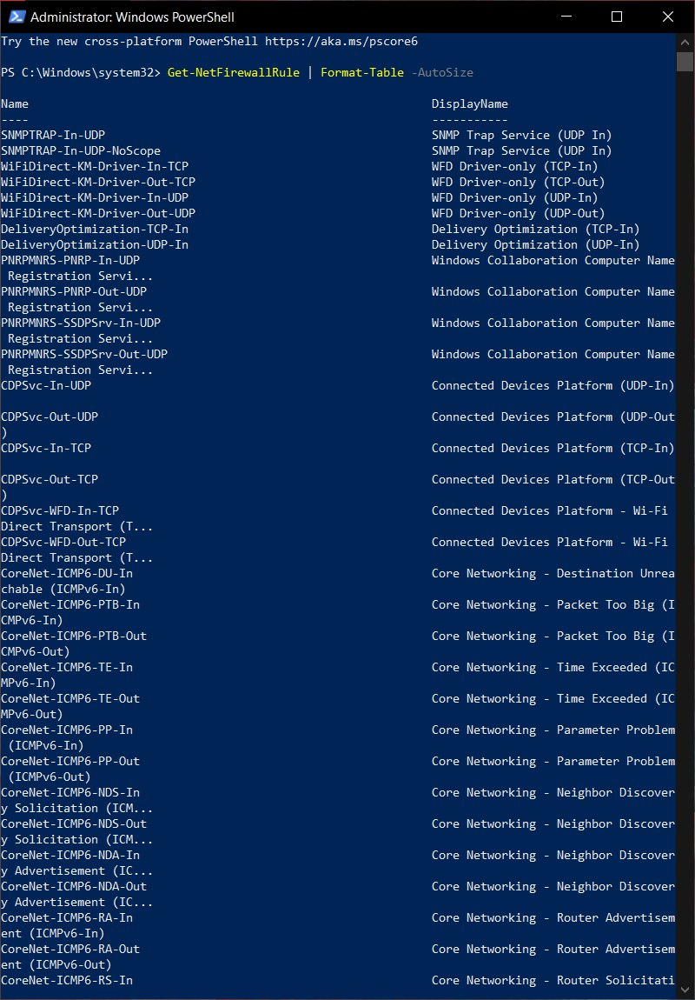 Administrator: Windows PowerShell
Try the new cross-platform PowerShell https://aka.ms/pscore6
PS C:\Windows\system32> Get-NetFirewallRule | Format-Table -AutoSize
Name DisplayName
---- -----------
SNMPTRAP-In-UDP SNMP Trap Service (UDP In)
SNMPTRAP-In-UDP-NoScope SNMP Trap Service (UDP In)
WiFiDirect-KM-Driver-In-TCP WFD Driver-only (TCP-In)
WiFiDirect-KM-Driver-Out-TCP WFD Driver-only (TCP-Out)
WiFiDirect-KM-Driver-In-UDP WFD Driver-only (UDP-In)
WiFiDirect-KM-Driver-Out-UDP WFD Driver-only (UDP-Out)
DeliveryOptimization-TCP-In Delivery Optimization (TCP-In)
DeliveryOptimization-UDP-In Delivery Optimization (UDP-In)
PNRPMNRS-PNRP-In-UDP Windows Collaboration Computer Name
Registration Servi...
PNRPMNRS-PNRP-Out-UDP Windows Collaboration Computer Name
Registration Servi...
PNRPMNRS-SSDPSrv-In-UDP Windows Collaboration Computer Name
Registration Servi...
PNRPMNRS-SSDPSrv-Out-UDP Windows Collaboration Computer Name
Registration Servi...
CDPSvc-In-UDP Connected Devices Platform (UDP-In)
CDPSvc-Out-UDP Connected Devices Platform (UDP-Out
)
CDPSvc-In-TCP Connected Devices Platform (TCP-In)
CDPSvc-Out-TCP Connected Devices Platform (TCP-Out
)
CDPSvc-WFD-In-TCP Connected Devices Platform - Wi-Fi
Direct Transport (T...
CDPSvc-WFD-Out-TCP Connected Devices Platform - Wi-Fi
Direct Transport (T...
CoreNet-ICMP6-DU-In Core Networking - Destination Unrea
chable (ICMPv6-In)
CoreNet-ICMP6-PTB-In Core Networking - Packet Too Big (I
CMPv6-In)
CoreNet-ICMP6-PTB-Out Core Networking - Packet Too Big (I
CMPv6-Out)
CoreNet-ICMP6-TE-In Core Networking - Time Exceeded (IC
MPv6-In)
CoreNet-ICMP6-TE-Out Core Networking - Time Exceeded (IC
MPv6-Out)
CoreNet-ICMP6-PP-In Core Networking - Parameter Problem
(ICMPv6-In)
CoreNet-ICMP6-PP-Out Core Networking - Parameter Problem
(ICMPv6-Out)
CoreNet-ICMP6-NDS-In Core Networking - Neighbor Discover
y Solicitation (ICM...
CoreNet-ICMP6-NDS-Out Core Networking - Neighbor Discover
y Solicitation (ICM...
CoreNet-ICMP6-NDA-In Core Networking - Neighbor Discover
y Advertisement (IC...
CoreNet-ICMP6-NDA-Out Core Networking - Neighbor Discover
y Advertisement (IC...
CoreNet-ICMP6-RA-In Core Networking - Router Advertisem
ent (ICMPv6-In)
CoreNet-ICMP6-RA-Out Core Networking - Router Advertisem
ent (ICMPv6-Out)
CoreNet-ICMP6-RS-In Core Networking - Router Solicitati